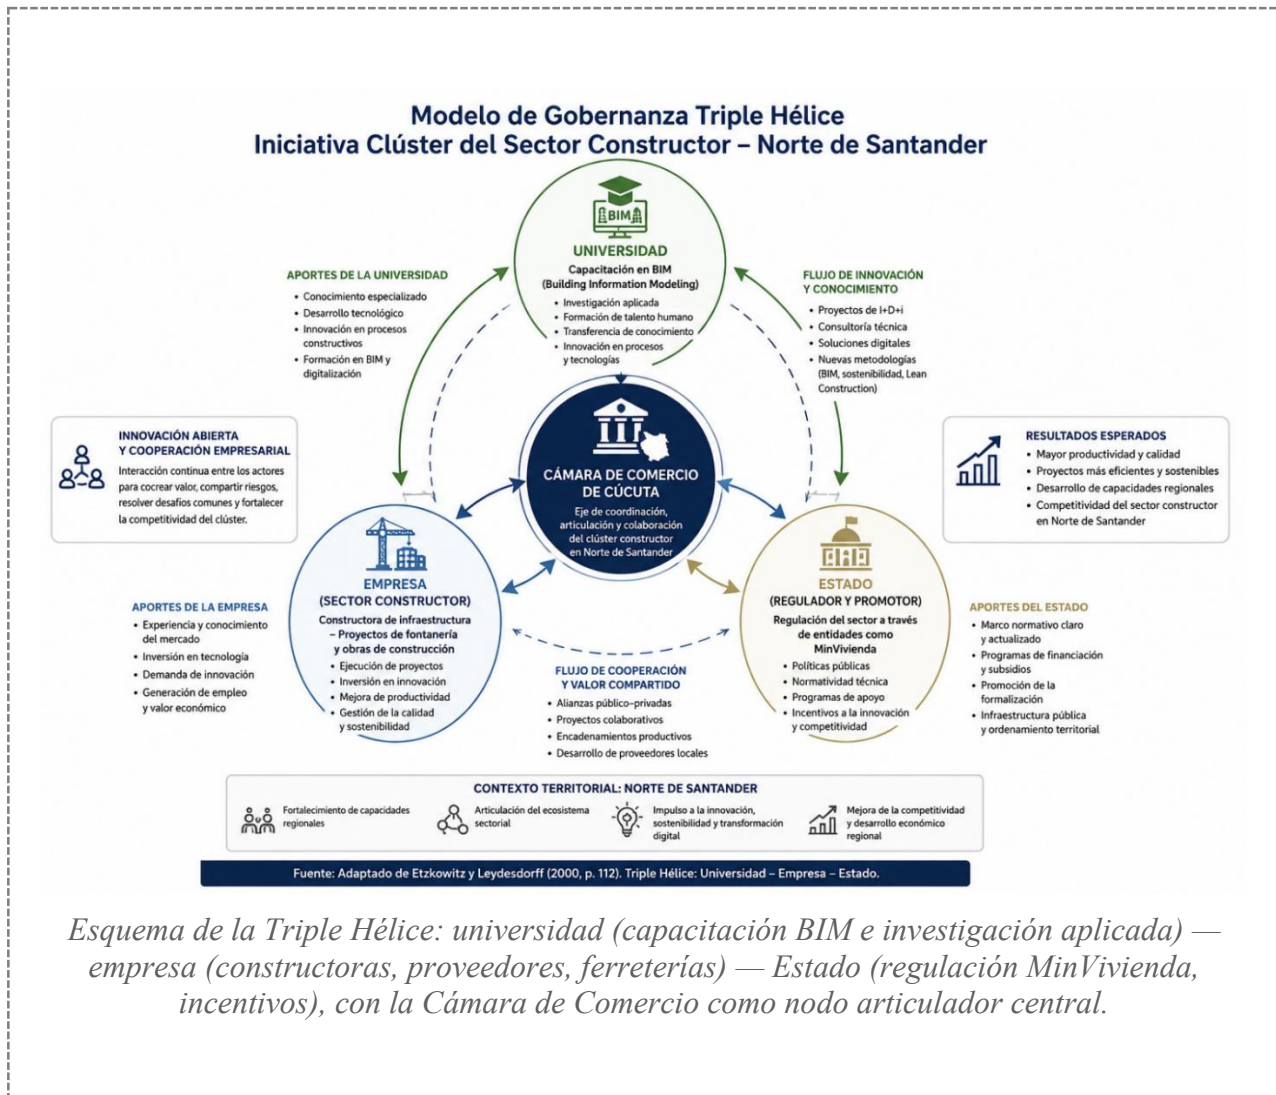 Modelo de Gobernanza Triple Hélice
Iniciativa Clúster del Sector Constructor – Norte de Santander
BIM
UNIVERSIDAD
Capacitación en BIM
(Building Information Modeling)
• Investigación aplicada
• Formación de talento humano
• Transferencia de conocimiento
• Innovación en procesos
y tecnologías
APORTES DE LA UNIVERSIDAD
• Conocimiento especializado
• Desarrollo tecnológico
• Innovación en procesos
constructivos
• Formación en BIM y
digitalización
FLUJO DE INNOVACIÓN
Y CONOCIMIENTO
• Proyectos de I+D+i
• Consultoría técnica
• Soluciones digitales
• Nuevas metodologías
(BIM, sostenibilidad, Lean
Construction)
INNOVACIÓN ABIERTA
Y COOPERACIÓN EMPRESARIAL
Interacción continua entre los actores
para cocrear valor, compartir riesgos,
resolver desafíos comunes y fortalecer
la competitividad del clúster.
CÁMARA DE COMERCIO
DE CÚCUTA
Eje de coordinación,
articulación y colaboración
del clúster constructor
en Norte de Santander
RESULTADOS ESPERADOS
• Mayor productividad y calidad
• Proyectos más eficientes y sostenibles
• Desarrollo de capacidades regionales
• Competitividad del sector constructor
en Norte de Santander
EMPRESA
(SECTOR CONSTRUCTOR)
Constructora de infraestructura
– Proyectos de fontanería
y obras de construcción
• Ejecución de proyectos
• Inversión en innovación
• Mejora de productividad
• Gestión de la calidad
y sostenibilidad
ESTADO
(REGULADOR Y PROMOTOR)
Regulación del sector a través
de entidades como
MinVivienda
• Políticas públicas
• Normatividad técnica
• Programas de apoyo
• Incentivos a la innovación
y competitividad
APORTES DE LA EMPRESA
• Experiencia y conocimiento
del mercado
• Inversión en tecnología
• Demanda de innovación
• Generación de empleo
y valor económico
FLUJO DE COOPERACIÓN
Y VALOR COMPARTIDO
• Alianzas público–privadas
• Proyectos colaborativos
• Encadenamientos productivos
• Desarrollo de proveedores locales
APORTES DEL ESTADO
• Marco normativo claro
y actualizado
• Programas de financiación
y subsidios
• Promoción de la
formalización
• Infraestructura pública
y ordenamiento territorial
CONTEXTO TERRITORIAL: NORTE DE SANTANDER
Fortalecimiento de capacidades
regionales
Articulación del ecosistema
sectorial
Impulso a la innovación,
sostenibilidad y transformación
digital
Mejora de la competitividad
y desarrollo económico
regional
Fuente: Adaptado de Etzkowitz y Leydesdorff (2000, p. 112). Triple Hélice: Universidad – Empresa – Estado.
Esquema de la Triple Hélice: universidad (capacitación BIM e investigación aplicada) —
empresa (constructoras, proveedores, ferreterías) — Estado (regulación MinVivienda,
incentivos), con la Cámara de Comercio como nodo articulador central.